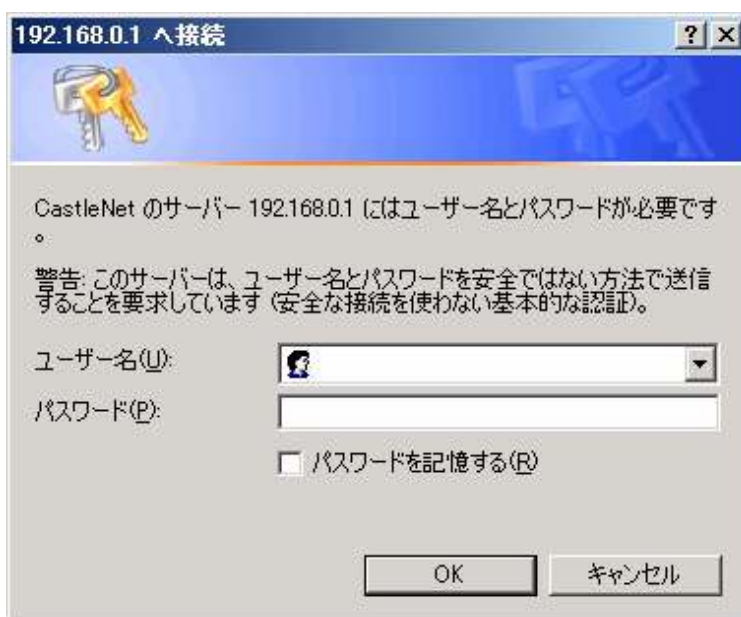 192.168.0.1 へ接続
CastleNet のサーバー 192.168.0.1 にはユーザー名とパスワードが必要です
。
警告: このサーバーは、ユーザー名とパスワードを安全ではない方法で送信
することを要求しています (安全な接続を使わない基本的な認証)。
ユーザー名(U):
パスワード(P):
パスワードを記憶する(R)
OK キャンセル